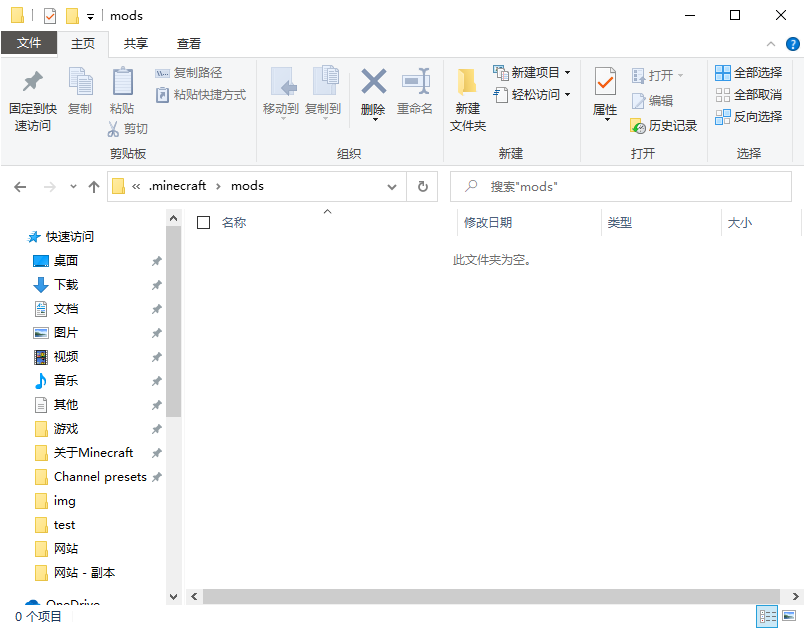 mods
文件 主页 共享 查看
固定到快速访问
复制
粘贴
复制路径
粘贴快捷方式
剪切
剪贴板
移动到
复制到
删除
重命名
组织
新建
文件夹
新建项目
轻松访问
新建
属性
打开
编辑
历史记录
打开
全部选择
全部取消
反向选择
选择
« .minecraft › mods
搜索"mods"
名称 修改日期 类型 大小
此文件夹为空。
快速访问
桌面
下载
文档
图片
视频
音乐
其他
游戏
关于Minecraft
Channel presets
img
test
网站
网站 - 副本
OneDrive
0 个项目